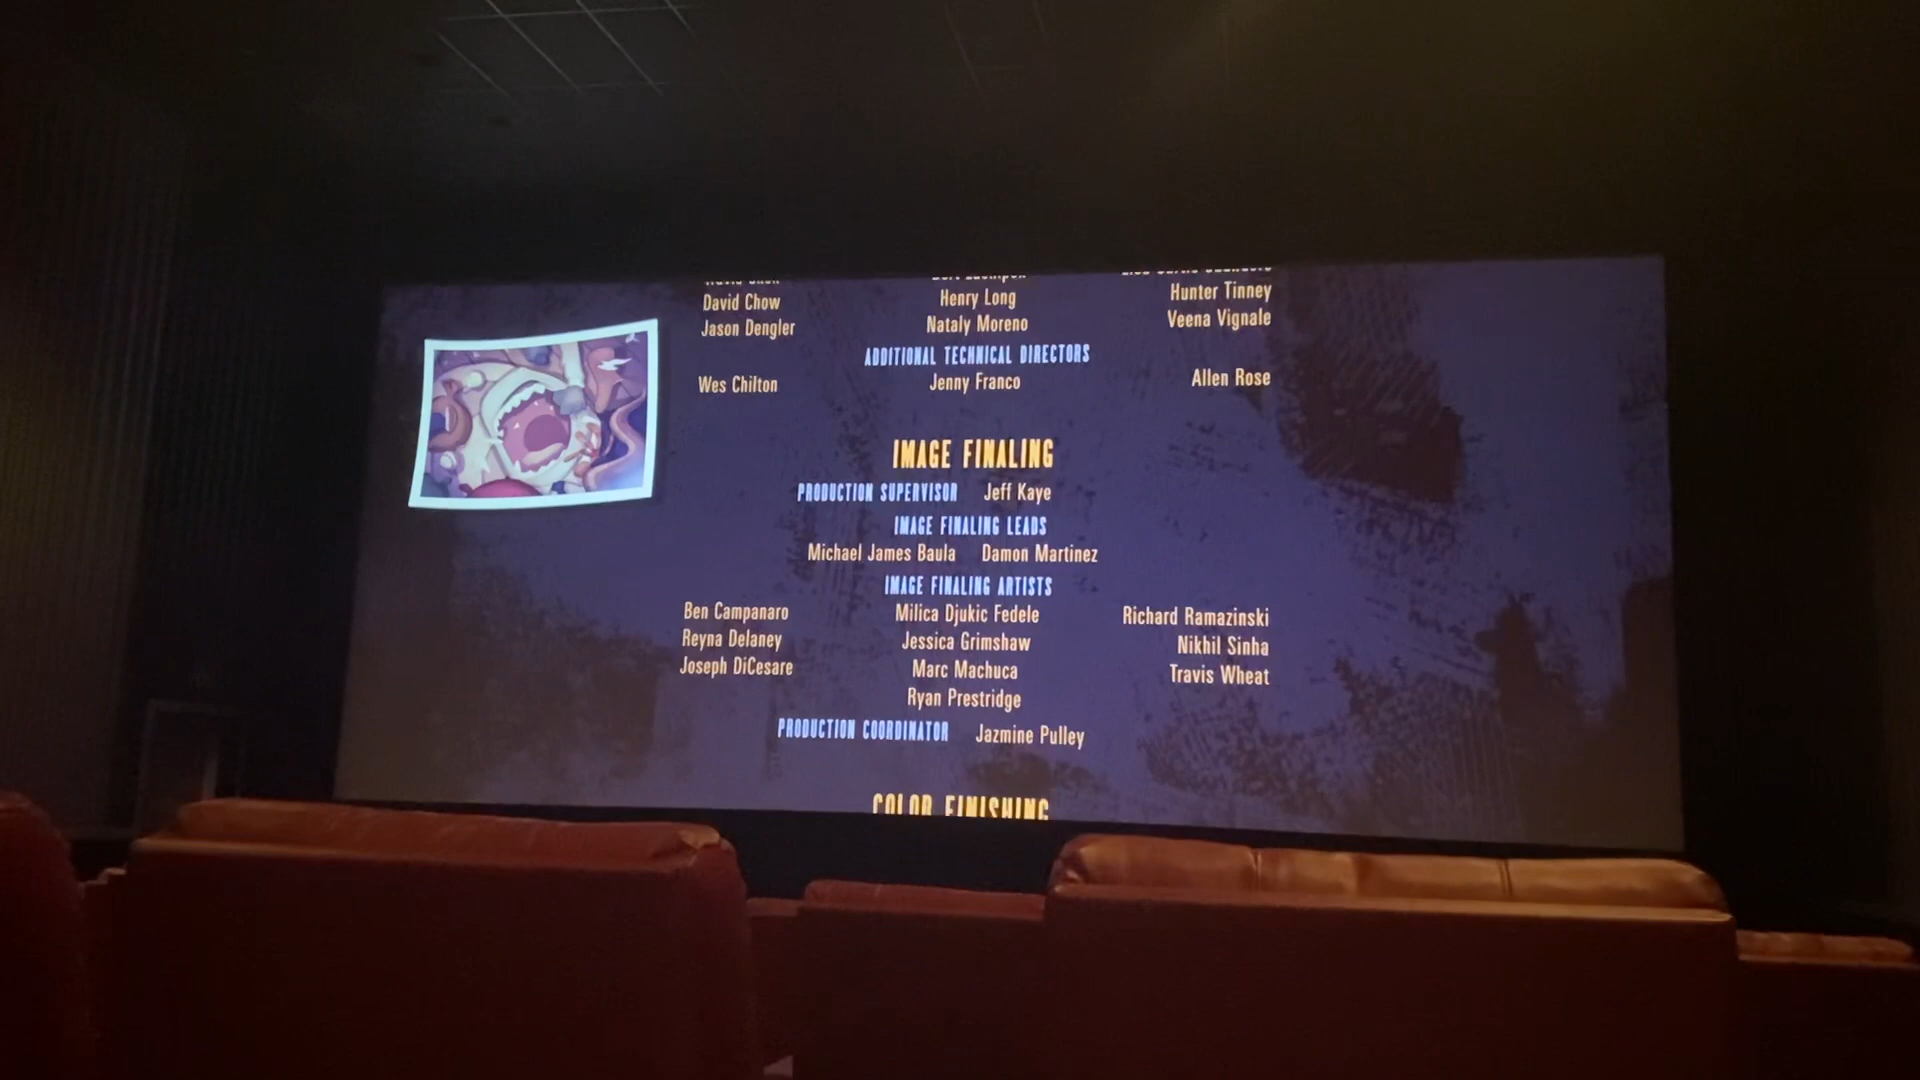 David Chow Henry Long Hunter Tinney
Jason Dengler Nataly Moreno Veena Vignale
ADDITIONAL TECHNICAL DIRECTORS
Wes Chilton Jenny Franco Allen Rose
IMAGE FINALING
PRODUCTION SUPERVISOR Jeff Kaye
IMAGE FINALING LEADS
Michael James Baula Damon Martinez
IMAGE FINALING ARTISTS
Ben Campanaro Milica Djukic Fedele Richard Ramazinski
Reyna Delaney Jessica Grimshaw Nikhil Sinha
Joseph DiCesare Marc Machuca Travis Wheat
Ryan Prestridge
PRODUCTION COORDINATOR Jazmine Pulley
COLOR FINISHING